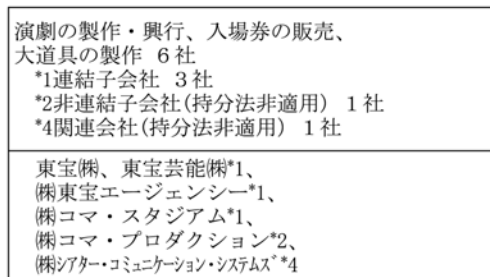 演劇の製作・興行、入場券の販売、
大道具の製作 6社
*1連結子会社 3社
*2非連結子会社(持分法非適用) 1社
*4関連会社(持分法非適用) 1社
東宝㈱、東宝芸能㈱*1、
㈱東宝エージェンシー*1、
㈱コマ・スタジアム*1、
㈱コマ・プロダクション*2、
㈱ｼｱﾀｰ・ｺﾐｭﾆｹｰｼｮﾝ・ｼｽﾃﾑｽﾞ*4